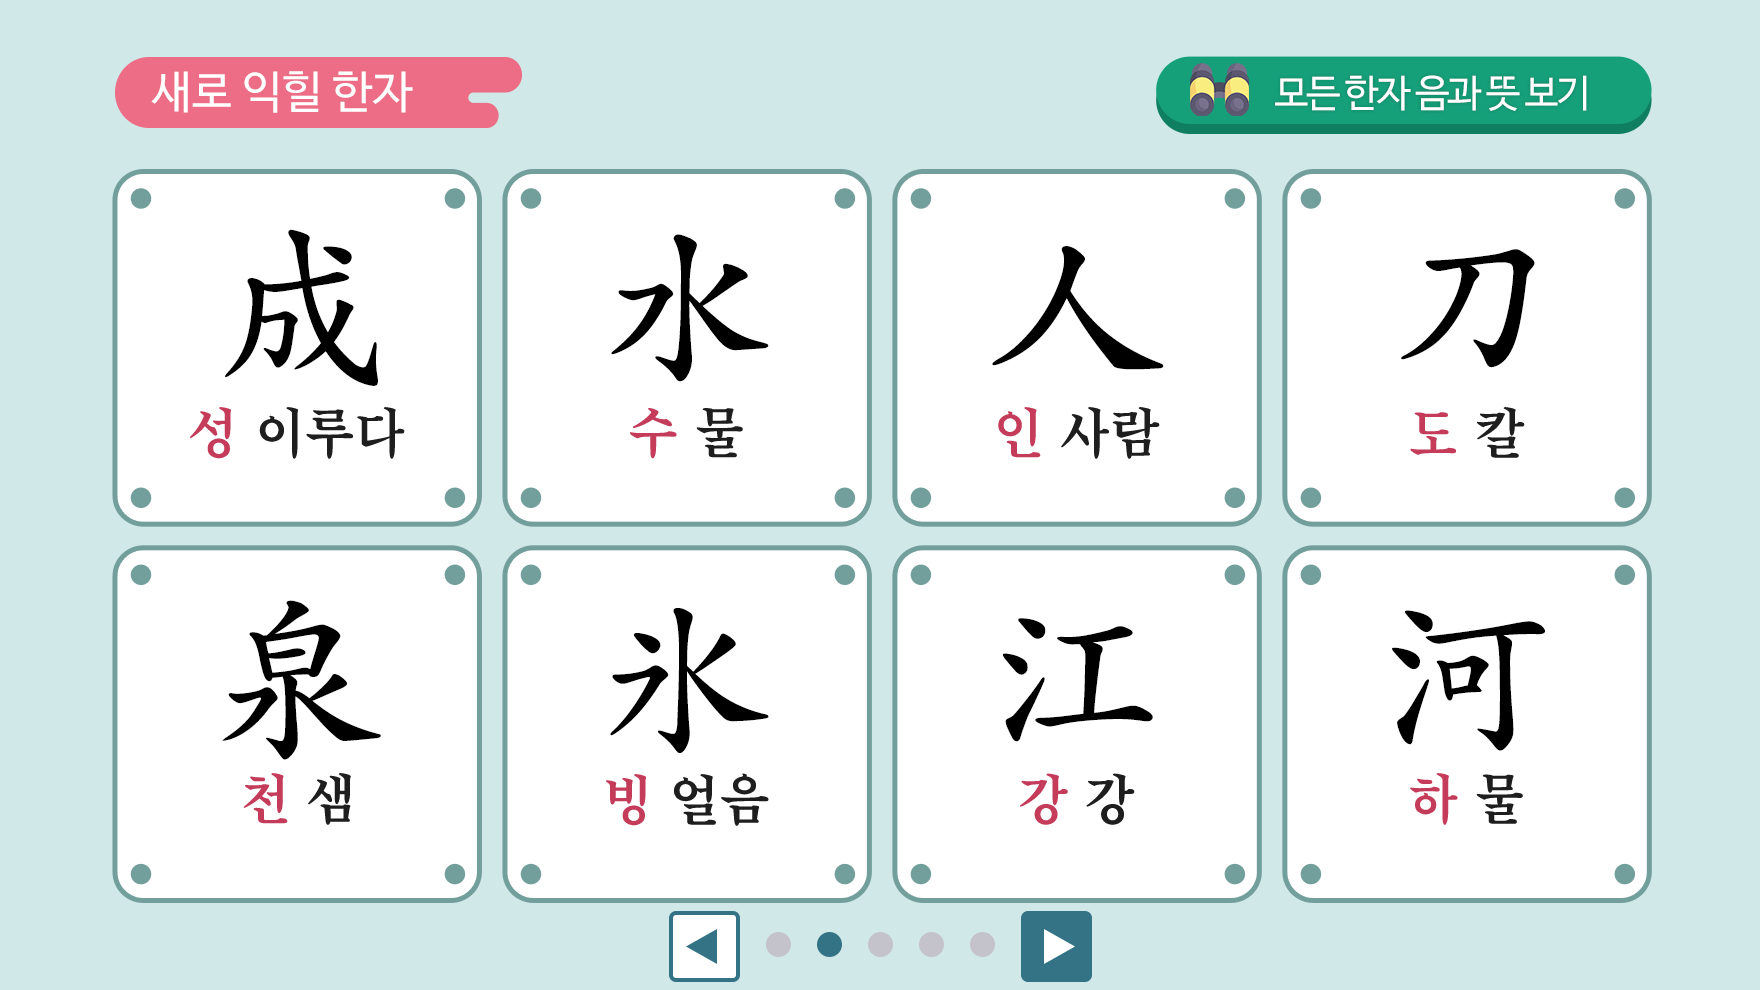 새로 익힐 한자
모든 한자 음과 뜻 보기
成 水 人 刀
성 이루다 수 물 인 사람 도 칼
泉 氷 江 河
천 샘 빙 얼음 강 강 하 물